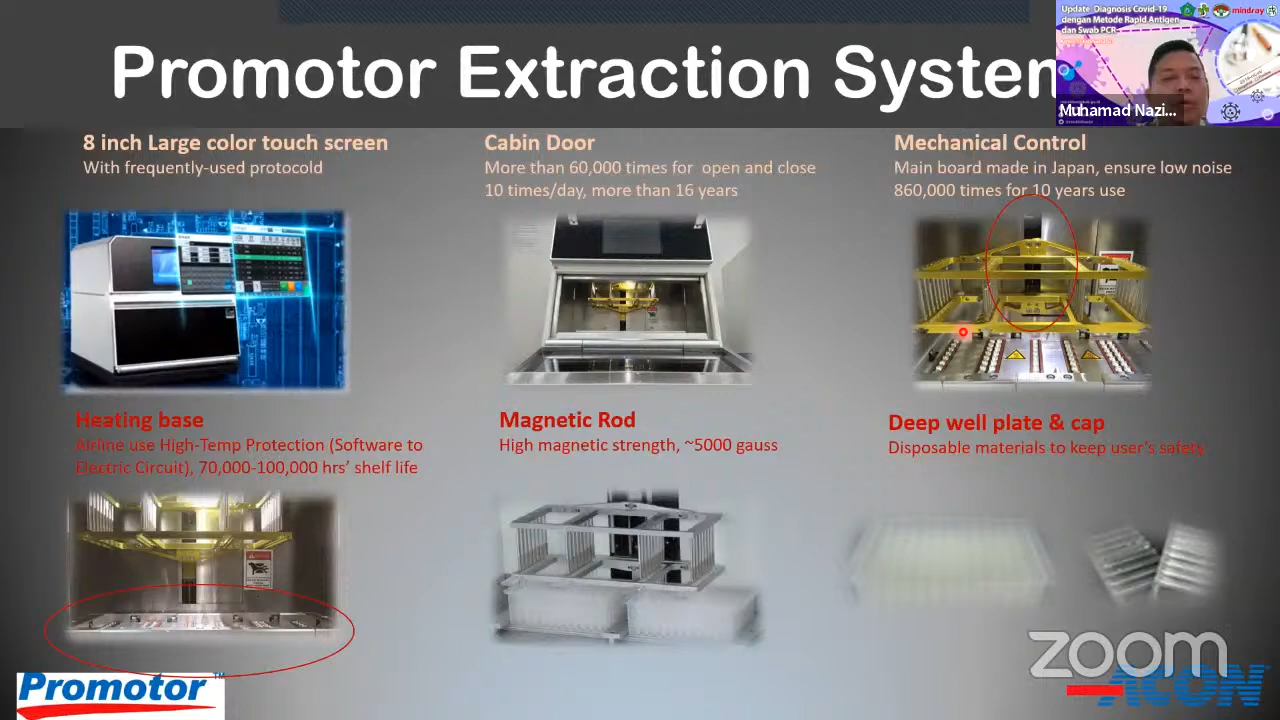 Promotor Extraction System
Update Diagnosis Covid-19
dengan Metode Rapid Antigen
dan Swab PCR
mindray
Muhamad Nazi...
8 inch Large color touch screen
With frequently-used protocold
Cabin Door
More than 60,000 times for open and close
10 times/day, more than 16 years
Mechanical Control
Main board made in Japan, ensure low noise
860,000 times for 10 years use
Heating base
Airline use High-Temp Protection (Software to
Electric Circuit), 70,000-100,000 hrs' shelf life
Magnetic Rod
High magnetic strength, ~5000 gauss
Deep well plate & cap
Disposable materials to keep user's safety
Promotor™
zoom
ACON